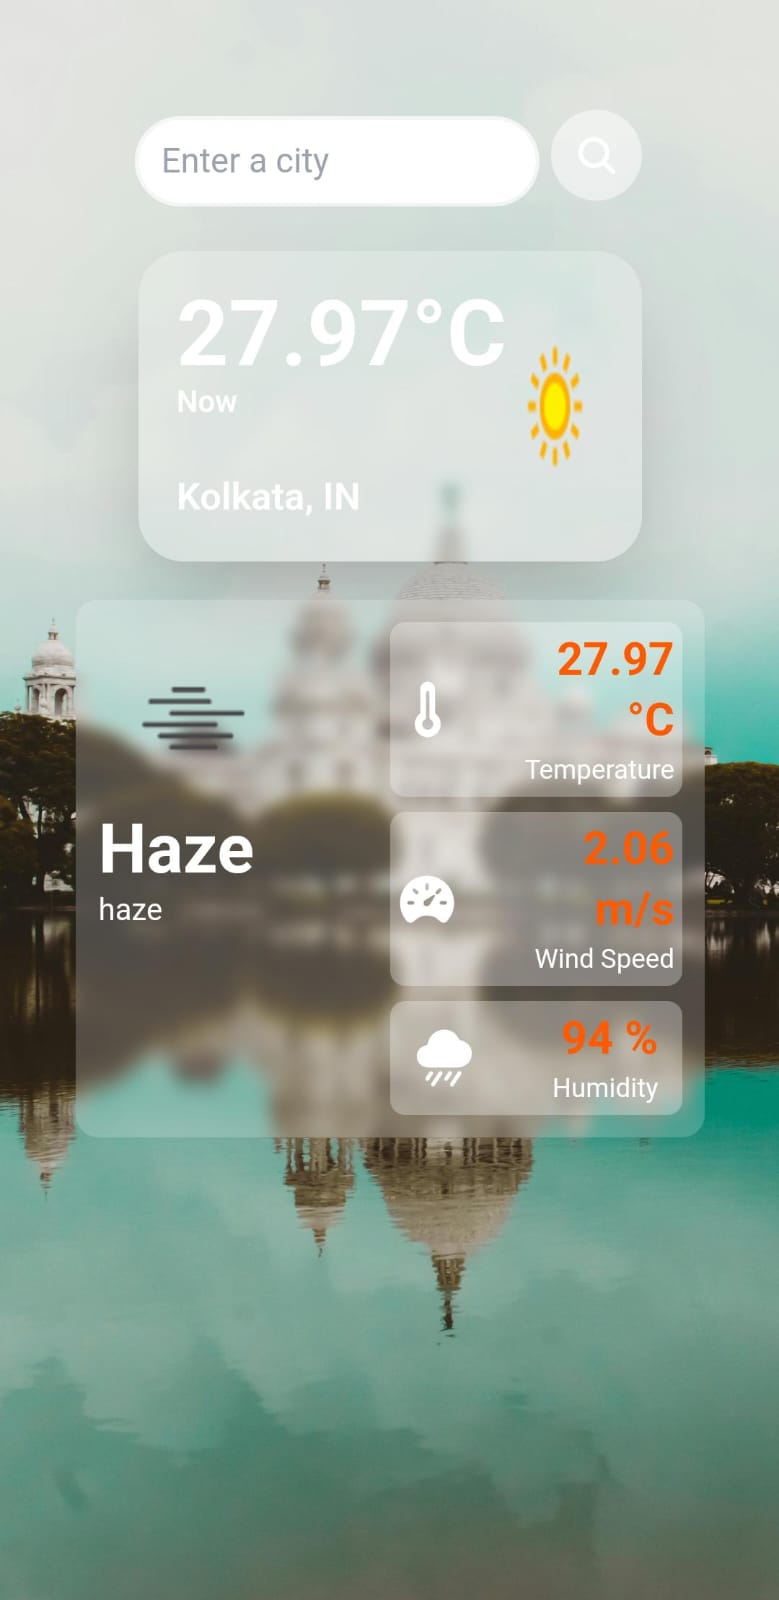 Enter a city
27.97°C
Now
Kolkata, IN
Haze
haze
27.97
°C
Temperature
2.06
m/s
Wind Speed
94 %
Humidity